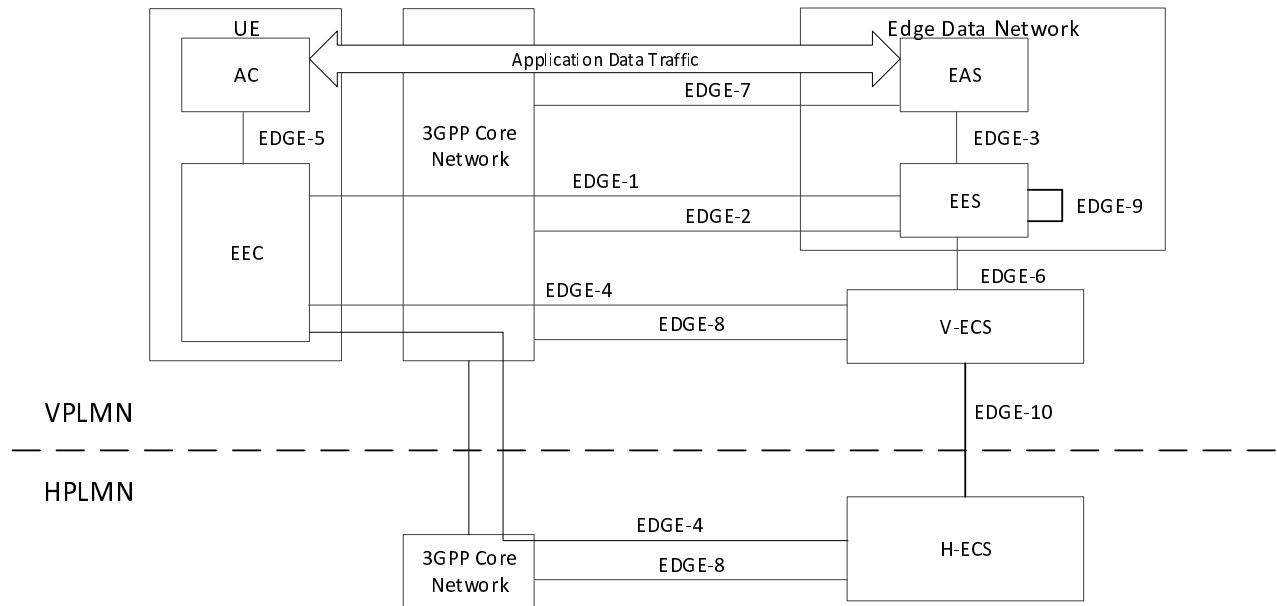 UE
Edge Data Network
AC
Application Data Traffic
EAS
EDGE-7
EDGE-5
3GPP Core
Network
EDGE-3
EDGE-1
EES
EDGE-9
EDGE-2
EEC
EDGE-6
EDGE-4
EDGE-8
V-ECS
VPLMN
EDGE-10
HPLMN
EDGE-4
H-ECS
3GPP Core
Network
EDGE-8